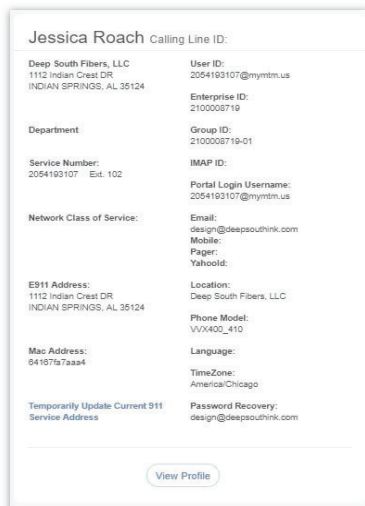 Jessica Roach Calling Line ID:
Deep South Fibers, LLC
1112 Indian Crest DR
INDIAN SPRINGS, AL 35124
User ID:
2054193107@mymtm.us
Enterprise ID:
2100008719
Department
Group ID:
2100008719-01
Service Number:
2054193107 Ext. 102
IMAP ID:
Portal Login Username:
2054193107@mymtm.us
Network Class of Service:
Email:
design@deepsouthink.com
Mobile:
Pager:
YahooId:
E911 Address:
1112 Indian Crest DR
INDIAN SPRINGS, AL 35124
Location:
Deep South Fibers, LLC
Phone Model:
VVX400_410
Mac Address:
64167fa7aaa4
Language:
TimeZone:
America/Chicago
Temporarily Update Current 911
Service Address
Password Recovery:
design@deepsouthink.com
View Profile